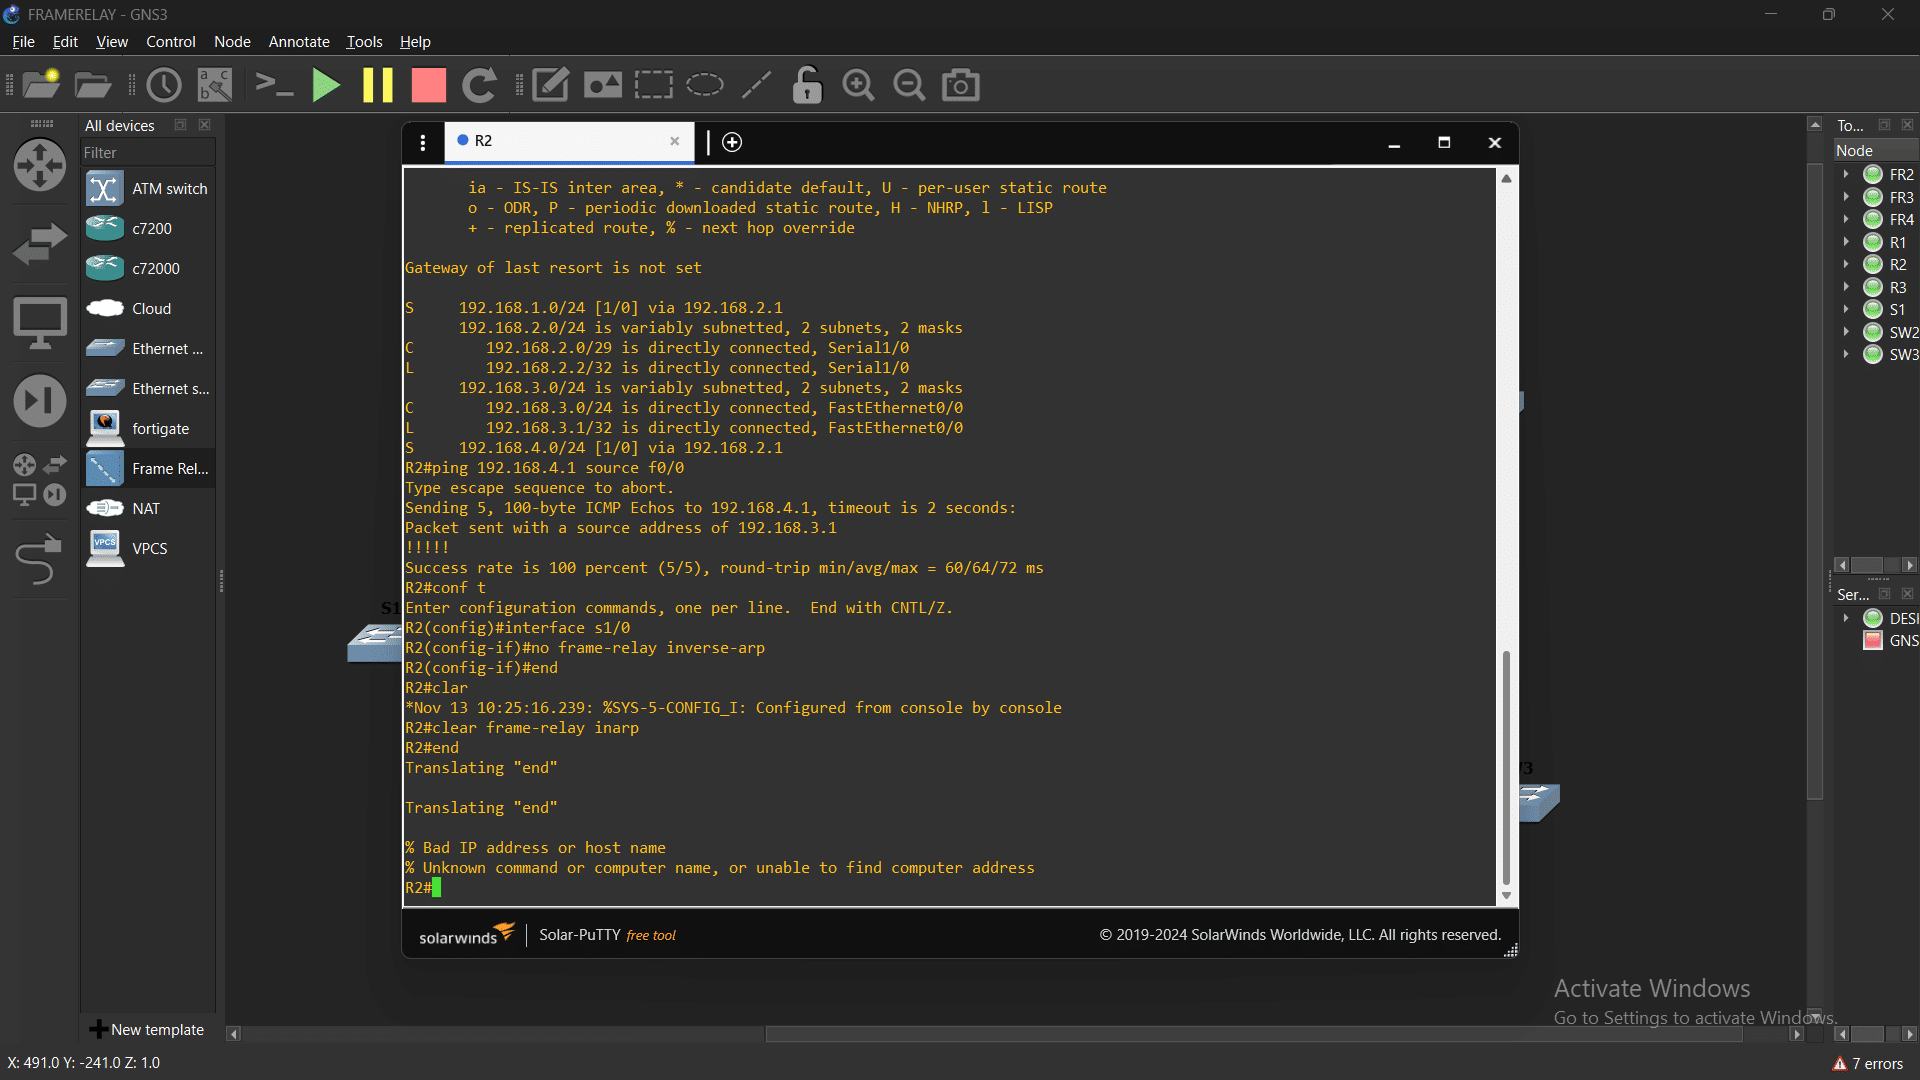 FRAMERELAY - GNS3
File Edit View Control Node Annotate Tools Help
All devices
Filter
ATM switch
c7200
c72000
Cloud
Ethernet ...
Ethernet s...
fortigate
Frame Rel...
NAT
VPCS
New template
X: 491.0 Y: -241.0 Z: 1.0
S1
R2
ia - IS-IS inter area, * - candidate default, U - per-user static route
o - ODR, P - periodic downloaded static route, H - NHRP, l - LISP
+ - replicated route, % - next hop override
Gateway of last resort is not set
S 192.168.1.0/24 [1/0] via 192.168.2.1
192.168.2.0/24 is variably subnetted, 2 subnets, 2 masks
C 192.168.2.0/29 is directly connected, Serial1/0
L 192.168.2.2/32 is directly connected, Serial1/0
192.168.3.0/24 is variably subnetted, 2 subnets, 2 masks
C 192.168.3.0/24 is directly connected, FastEthernet0/0
L 192.168.3.1/32 is directly connected, FastEthernet0/0
S 192.168.4.0/24 [1/0] via 192.168.2.1
R2#ping 192.168.4.1 source f0/0
Type escape sequence to abort.
Sending 5, 100-byte ICMP Echos to 192.168.4.1, timeout is 2 seconds:
Packet sent with a source address of 192.168.3.1
!!!!!
Success rate is 100 percent (5/5), round-trip min/avg/max = 60/64/72 ms
R2#conf t
Enter configuration commands, one per line.  End with CNTL/Z.
R2(config)#interface s1/0
R2(config-if)#no frame-relay inverse-arp
R2(config-if)#end
R2#clar
*Nov 13 10:25:16.239: %SYS-5-CONFIG_I: Configured from console by console
R2#clear frame-relay inarp
R2#end
Translating "end"
Translating "end"
% Bad IP address or host name
% Unknown command or computer name, or unable to find computer address
R2#
solarwinds Solar-PuTTY free tool
© 2019-2024 SolarWinds Worldwide, LLC. All rights reserved.
To...
Node
FR2
FR3
FR4
R1
R2
R3
S1
SW2
SW3
Ser...
DESI
GNS
Activate Windows
Go to Settings to activate Windows.
7 errors